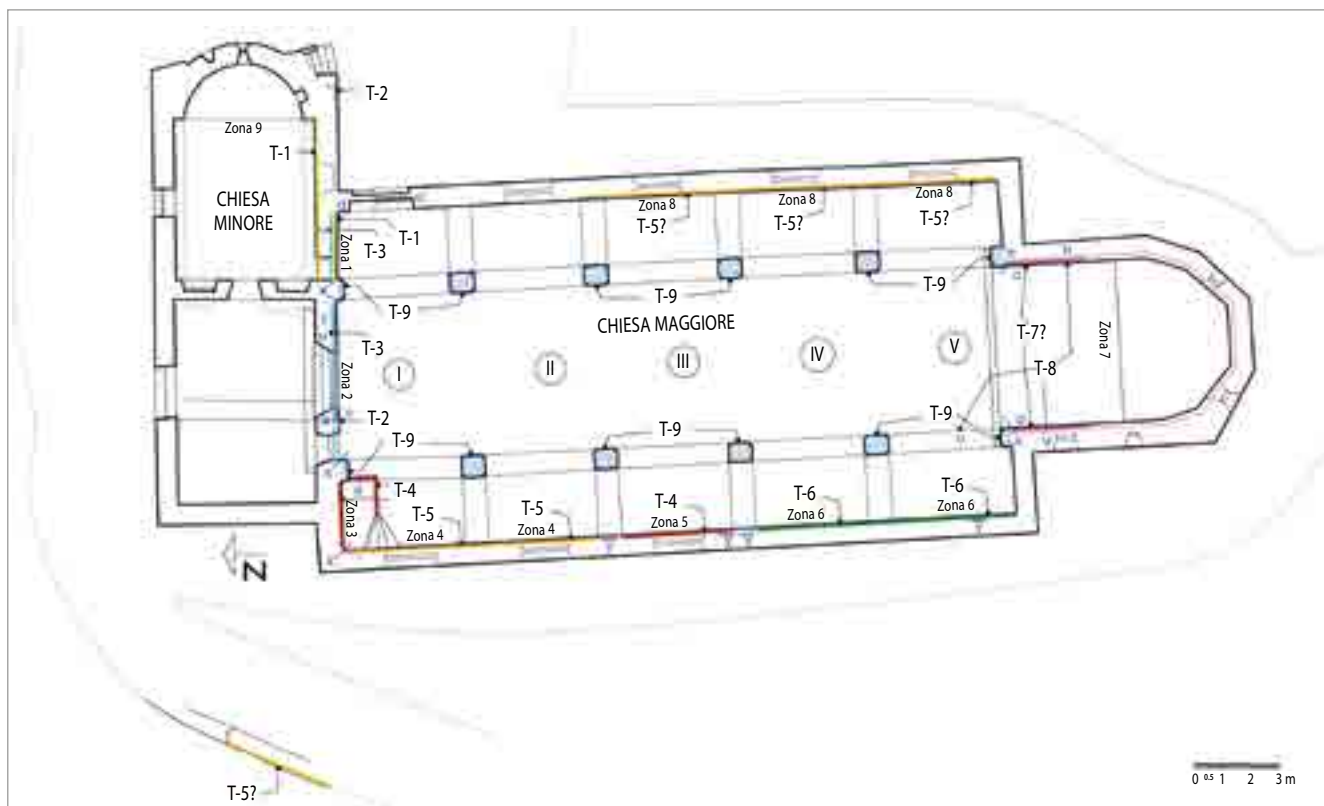 T-2
Zona 9
T-1
CHIESA
MINORE
Zona 1
T-3
T-1
Zona 8
T-5?
Zona 8
T-5?
Zona 8
T-5?
T-9
T-9
T-9
CHIESA MAGGIORE
T-3
Zona 2
I
II
III
IV
V
T-7?
T-8
Zona 7
T-2
T-9
T-9
T-9
T-4
Zona 3
T-5
Zona 4
T-5
Zona 4
T-4
Zona 5
T-6
Zona 6
T-6
Zona 6
N
T-5?
0 0.5 1 2 3 m